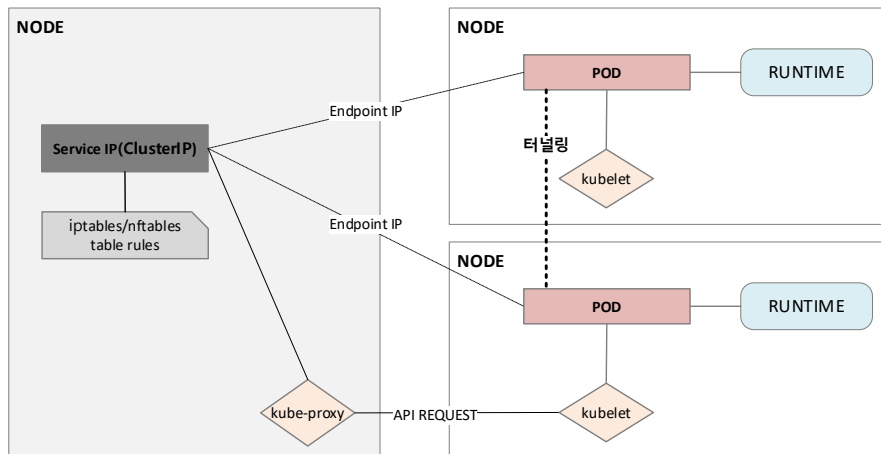 NODE
Service IP(ClusterIP)
iptables/nftables
table rules
kube-proxy
Endpoint IP
Endpoint IP
API REQUEST
NODE
POD
RUNTIME
터널링
kubelet
NODE
POD
RUNTIME
kubelet